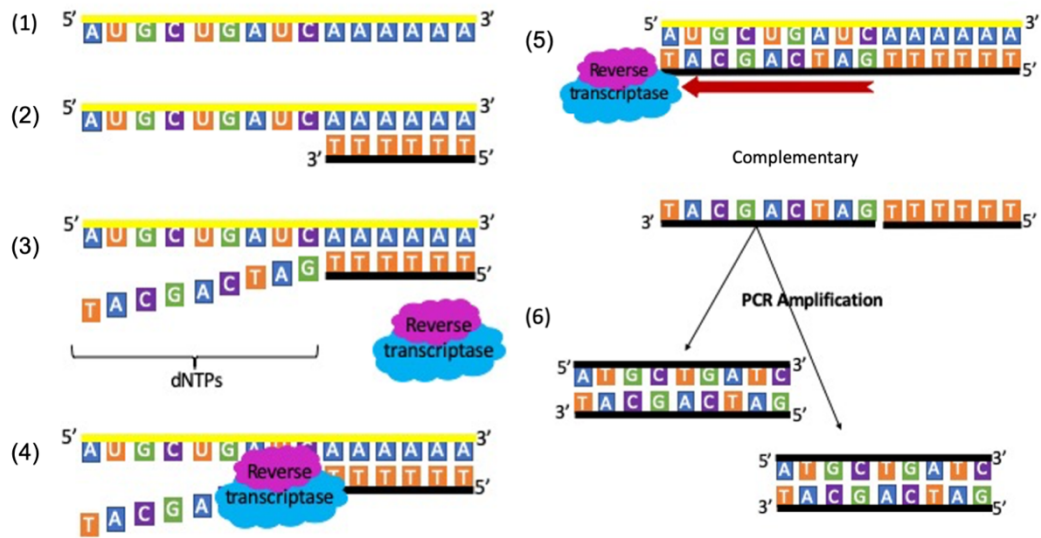 (1)
5’ A U G C U G A U C A A A A A A 3’
(2)
5’ A U G C U G A U C A A A A A A 3’
3’ T T T T T T 5’
(3)
5’ A U G C U G A U C A A A A A A 3’
T A C G A C T A G T T T T T T 5’
Reverse
transcriptase
dNTPs
(4)
5’ A U G C U G A U C A A A A A A 3’
T A C G A T T T T T T 5’
Reverse
transcriptase
(5)
5’ A U G C U G A U C A A A A A A 3’
T A C G A C T A G T T T T T T 5’
Reverse
transcriptase
Complementary
3’ T A C G A C T A G T T T T T T 5’
PCR Amplification
(6)
5’ A T G C T G A T C 3’
3’ T A C G A C T A G 5’
5’ A T G C T G A T C 3’
3’ T A C G A C T A G 5’